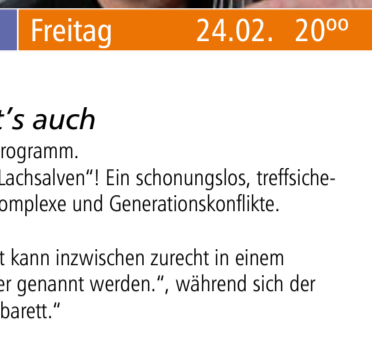 Freitag 24.02. 20⁰⁰
t's auch
rogramm.
Lachsalven“! Ein schonungslos, treffsiche-
omplexe und Generationskonflikte.
t kann inzwischen zurecht in einem
er genannt werden.“, während sich der
barett.“